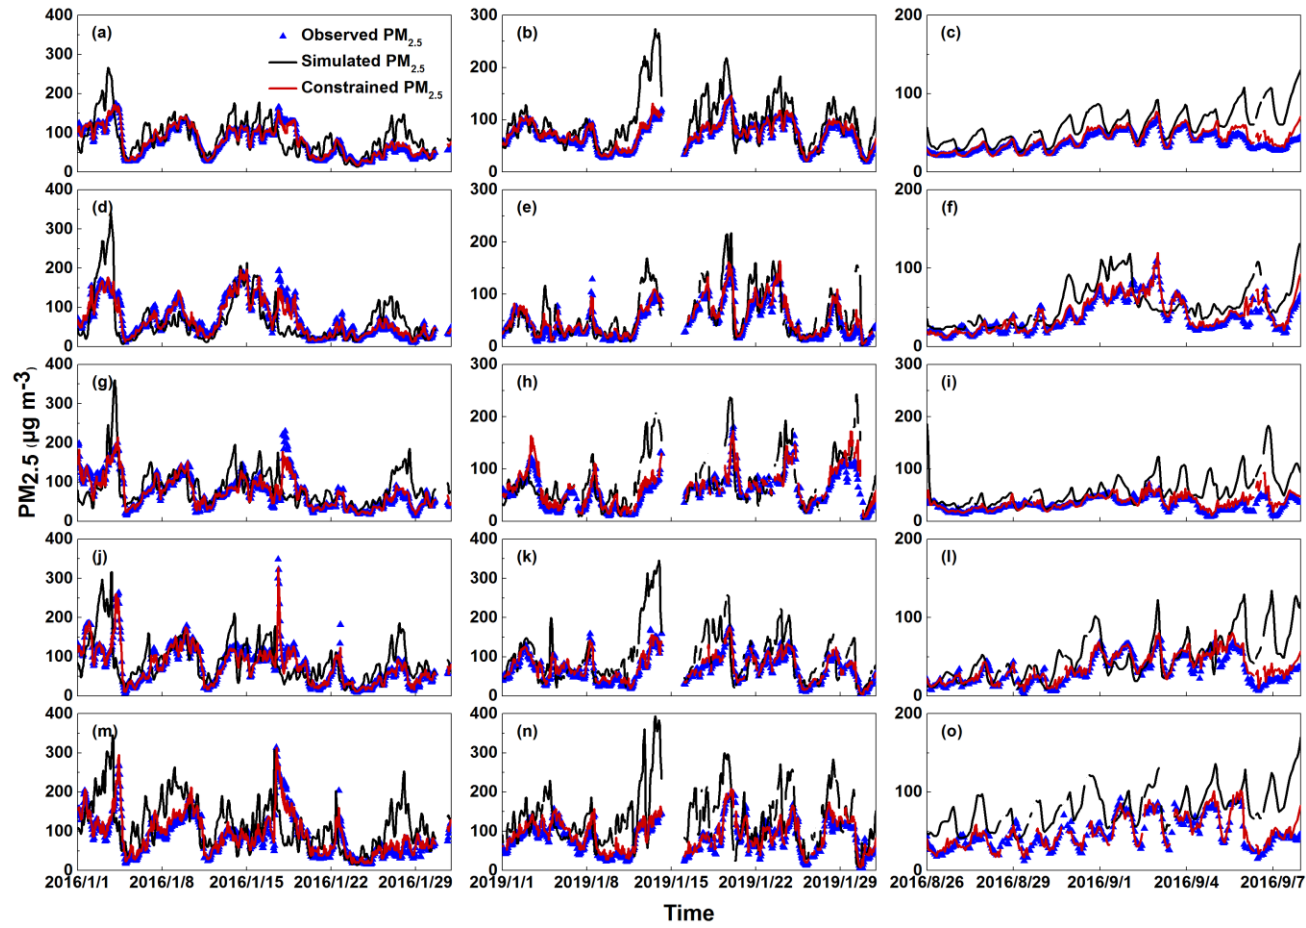 400 300 200
(a) (b) (c)
Observed PM2.5
Simulated PM2.5
Constrained PM2.5
300 200 100
200 100
100
0 0 0
400 300 200
(d) (e) (f)
300 200 100
200 100
100
0 0 0
400 300 300
(g) (h) (i)
300 200 200
200 100 100
100
0 0 0
400 400 200
(j) (k) (l)
300 300 100
200 200
100 100
0 0 0
400 400 200
(m) (n) (o)
300 300 100
200 200
100 100
0 0 0
2016/1/1 2016/1/8 2016/1/15 2016/1/22 2016/1/29 2019/1/1 2019/1/8 2019/1/15 2019/1/22 2019/1/29 2016/8/26 2016/8/29 2016/9/1 2016/9/4 2016/9/7
Time
PM2.5 (μg m-3)